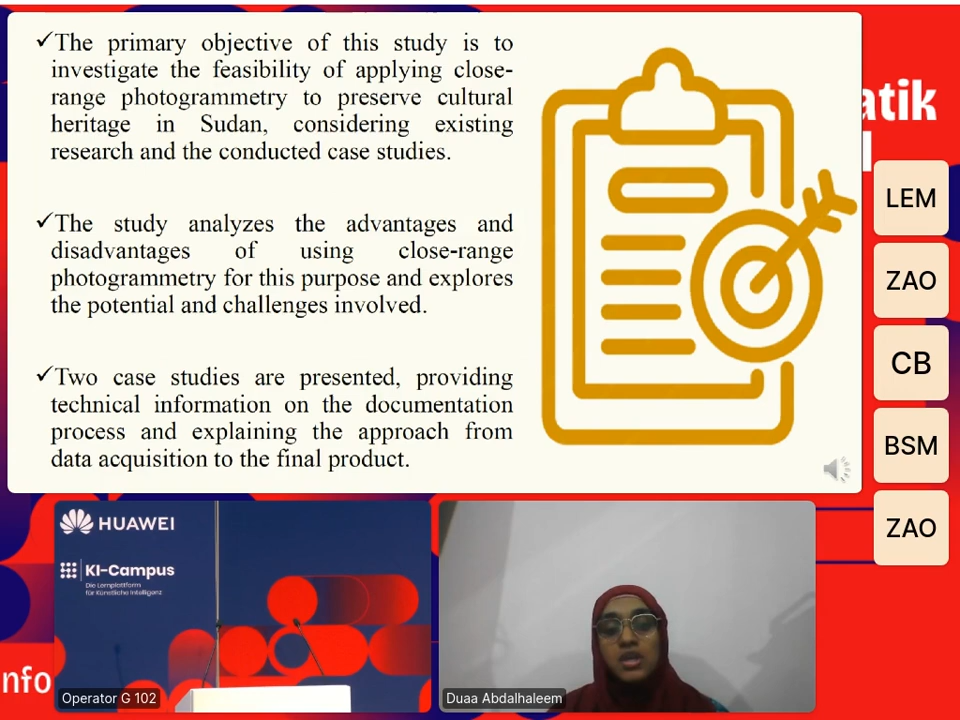 ✓The primary objective of this study is to
investigate the feasibility of applying close-
range photogrammetry to preserve cultural
heritage in Sudan, considering existing
research and the conducted case studies.
✓The study analyzes the advantages and
disadvantages of using close-range
photogrammetry for this purpose and explores
the potential and challenges involved.
✓Two case studies are presented, providing
technical information on the documentation
process and explaining the approach from
data acquisition to the final product.
atik
LEM
ZAO
CB
BSM
ZAO
HUAWEI
KI-Campus
Die Lernplattform
für Künstliche Intelligenz
nfo
Operator G 102
Duaa Abdalhaleem